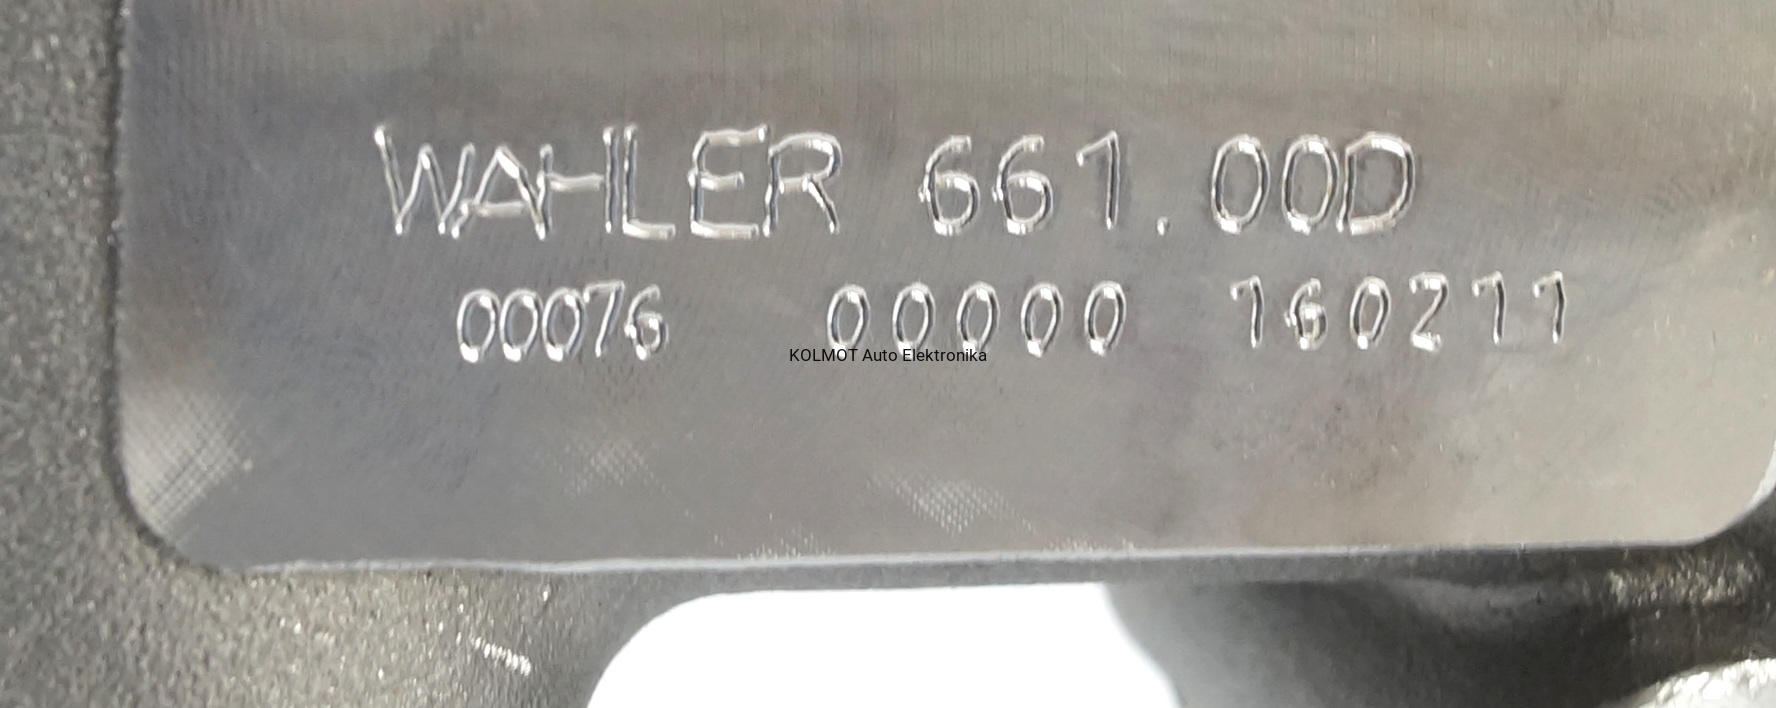 WAHLER 661.00D
00076 00000 160211
KOLMOT Auto Elektronika